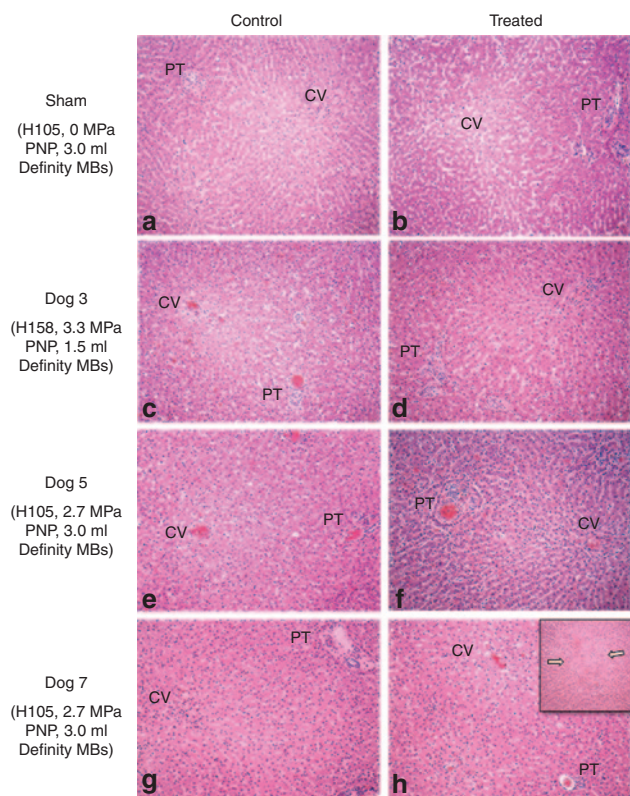 Control
Treated
Sham
(H105, 0 MPa
PNP, 3.0 ml
Definity MBs)
PT
CV
a
CV
PT
b
Dog 3
(H158, 3.3 MPa
PNP, 1.5 ml
Definity MBs)
CV
PT
c
CV
PT
d
Dog 5
(H105, 2.7 MPa
PNP, 3.0 ml
Definity MBs)
CV
PT
e
PT
CV
f
Dog 7
(H105, 2.7 MPa
PNP, 3.0 ml
Definity MBs)
PT
CV
g
CV
PT
h